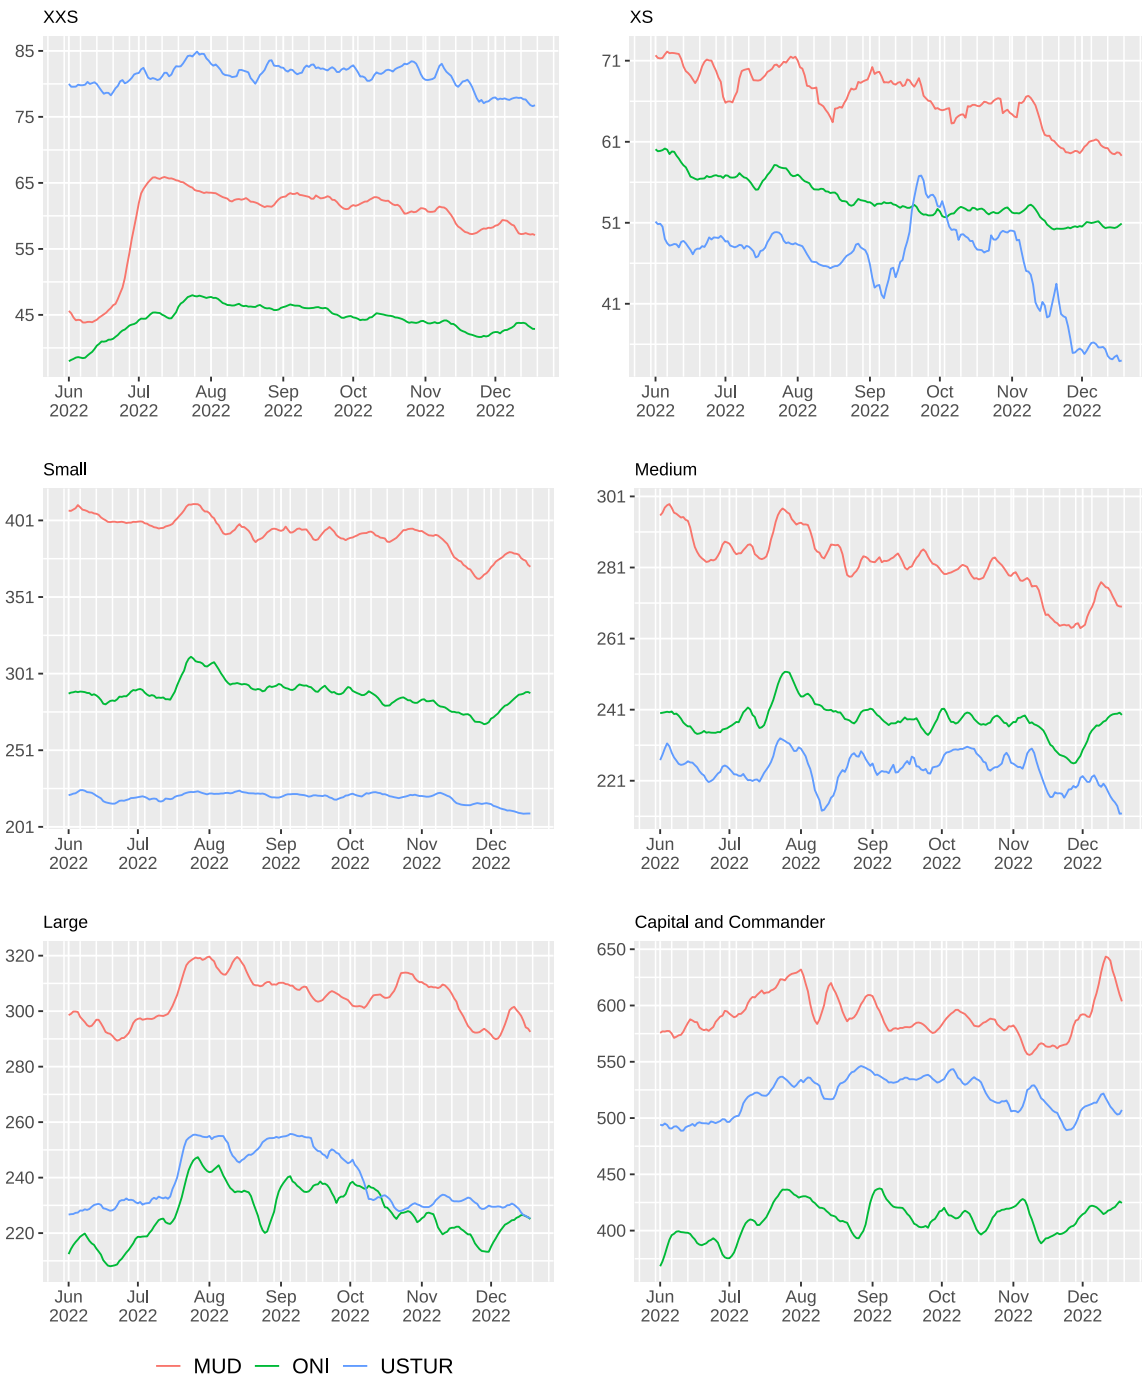 XXS
85
75
65
55
45
Jun Jul Aug Sep Oct Nov Dec
2022 2022 2022 2022 2022 2022 2022
XS
71
61
51
41
Jun Jul Aug Sep Oct Nov Dec
2022 2022 2022 2022 2022 2022 2022
Small
401
351
301
251
201
Jun Jul Aug Sep Oct Nov Dec
2022 2022 2022 2022 2022 2022 2022
Medium
301
281
261
241
221
Jun Jul Aug Sep Oct Nov Dec
2022 2022 2022 2022 2022 2022 2022
Large
320
300
280
260
240
220
Jun Jul Aug Sep Oct Nov Dec
2022 2022 2022 2022 2022 2022 2022
Capital and Commander
650
600
550
500
450
400
Jun Jul Aug Sep Oct Nov Dec
2022 2022 2022 2022 2022 2022 2022
MUD ONI USTUR